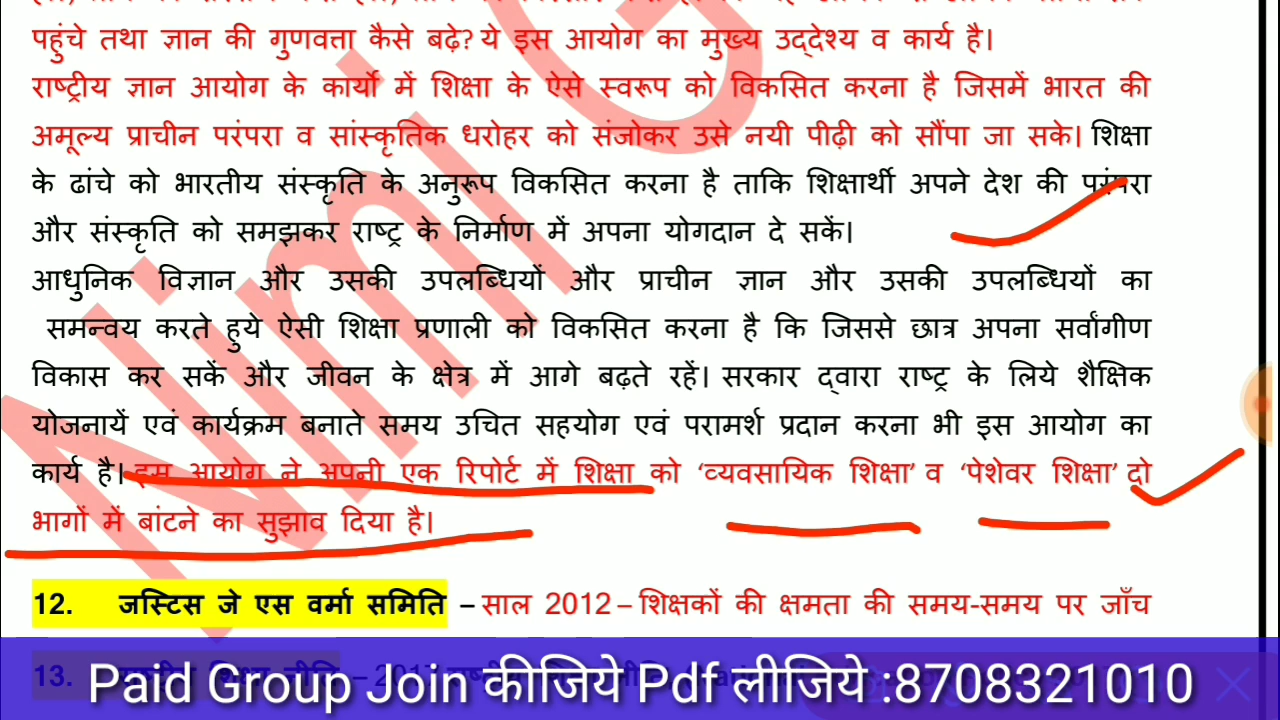 पहुंचे तथा ज्ञान की गुणवत्ता कैसे बढ़े? ये इस आयोग का मुख्य उद्देश्य व कार्य है।
राष्ट्रीय ज्ञान आयोग के कार्यो में शिक्षा के ऐसे स्वरूप को विकसित करना है जिसमें भारत की
अमूल्य प्राचीन परंपरा व सांस्कृतिक धरोहर को संजोकर उसे नयी पीढ़ी को सौंपा जा सके। शिक्षा
के ढांचे को भारतीय संस्कृति के अनुरूप विकसित करना है ताकि शिक्षार्थी अपने देश की परंपरा
और संस्कृति को समझकर राष्ट्र के निर्माण में अपना योगदान दे सकें।
आधुनिक विज्ञान और उसकी उपलब्धियों और प्राचीन ज्ञान और उसकी उपलब्धियों का
समन्वय करते हुये ऐसी शिक्षा प्रणाली को विकसित करना है कि जिससे छात्र अपना सर्वांगीण
विकास कर सकें और जीवन के क्षेत्र में आगे बढ़ते रहें। सरकार द्वारा राष्ट्र के लिये शैक्षिक
योजनायें एवं कार्यक्रम बनाते समय उचित सहयोग एवं परामर्श प्रदान करना भी इस आयोग का
कार्य है। इस आयोग ने अपनी एक रिपोर्ट में शिक्षा को ‘व्यवसायिक शिक्षा’ व ‘पेशेवर शिक्षा’ दो
भागों में बांटने का सुझाव दिया है।
12. जस्टिस जे एस वर्मा समिति – साल 2012 – शिक्षकों की क्षमता की समय-समय पर जाँच
13.
Paid Group Join कीजिये Pdf लीजिये :8708321010